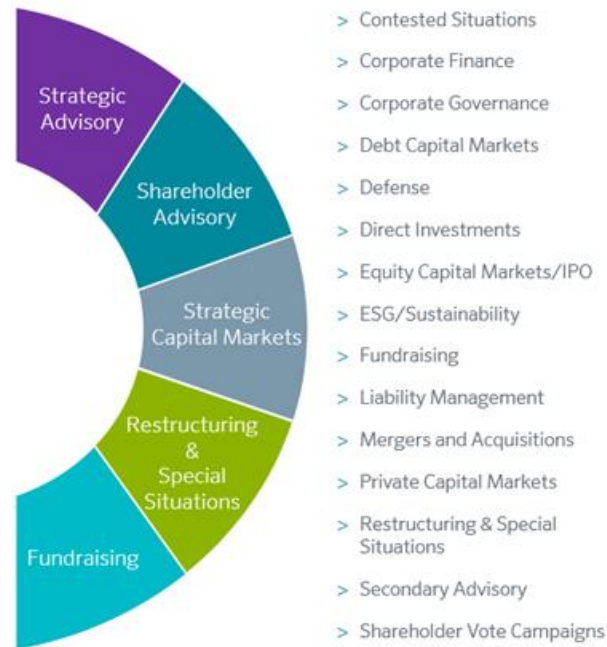 Strategic
Advisory
Shareholder
Advisory
Strategic
Capital Markets
Restructuring
&
Special
Situations
Fundraising
> Contested Situations
> Corporate Finance
> Corporate Governance
> Debt Capital Markets
> Defense
> Direct Investments
> Equity Capital Markets/IPO
> ESG/Sustainability
> Fundraising
> Liability Management
> Mergers and Acquisitions
> Private Capital Markets
> Restructuring & Special
Situations
> Secondary Advisory
> Shareholder Vote Campaigns